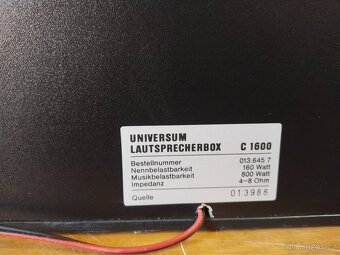 UNIVERSUM
LAUTSPRECHERBOX C 1600
Bestellnummer 013.645 7
Nennbelastbarkeit 160 Watt
Musikbelastbarkeit 800 Watt
Impedanz 4–8 Ohm
Quelle 013988